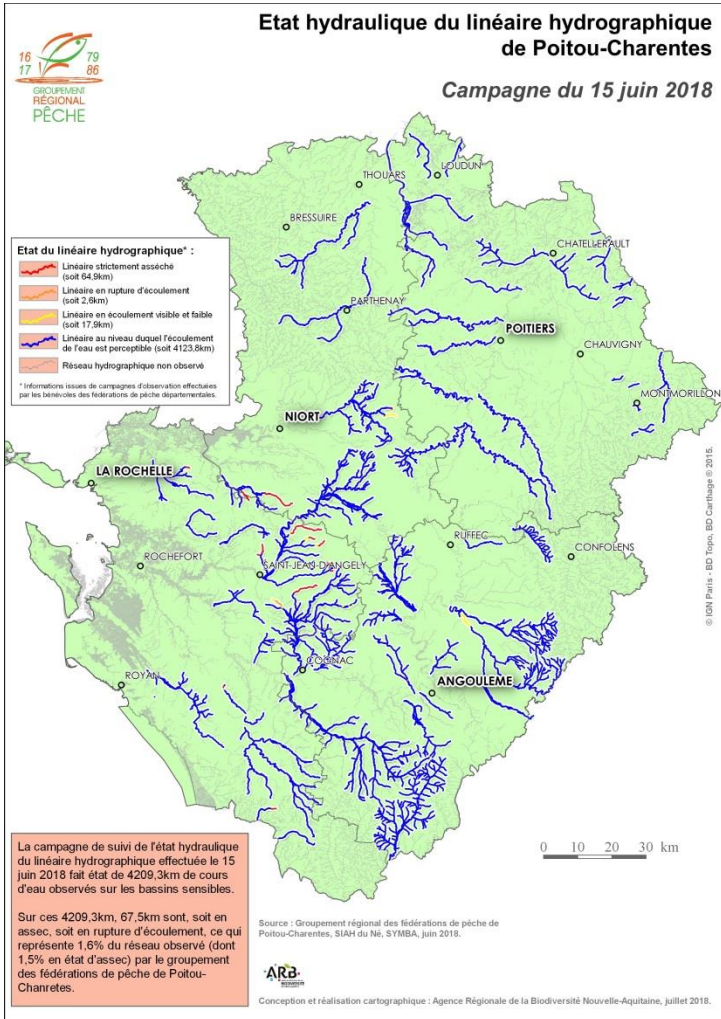 Etat hydraulique du linéaire hydrographique
de Poitou-Charentes
Campagne du 15 juin 2018
16 79
17 86
GROUPEMENT
RÉGIONAL
PÊCHE
LOUDUN
THOUARS
BRESSUIRE
CHATELLERAULT
Etat du linéaire hydrographique* :
Linéaire strictement asséché
(soit 64,9km)
Linéaire en rupture d'écoulement
(soit 2,6km)
Linéaire en écoulement visible et faible
(soit 17,9km)
Linéaire au niveau duquel l'écoulement
de l'eau est perceptible (soit 4123,8km)
Réseau hydrographique non observé
* Informations issues de campagnes d'observation effectuées
par les bénévoles des fédérations de pêche départementales.
PARTHENAY
POITIERS
CHAUVIGNY
MONTMORILLON
NIORT
LA ROCHELLE
RUFFEC
CONFOLENS
ROCHEFORT
SAINT-JEAN-D'ANGELY
COGNAC
ROYAN
ANGOULEME
© IGN Paris - BD Topo, BD Carthage © 2015.
0 10 20 30 km
La campagne de suivi de l'état hydraulique
du linéaire hydrographique effectuée le 15
juin 2018 fait état de 4209,3km de cours
d'eau observés sur les bassins sensibles.
Sur ces 4209,3km, 67,5km sont, soit en
assec, soit en rupture d'écoulement, ce qui
représente 1,6% du réseau observé (dont
1,5% en état d'assec) par le groupement
des fédérations de pêche de Poitou-
Chanretes.
Source : Groupement régional des fédérations de pêche de
Poitou-Charentes, SIAH du Né, SYMBA, juin 2018.
ARB
Conception et réalisation cartographique : Agence Régionale de la Biodiversité Nouvelle-Aquitaine, juillet 2018.